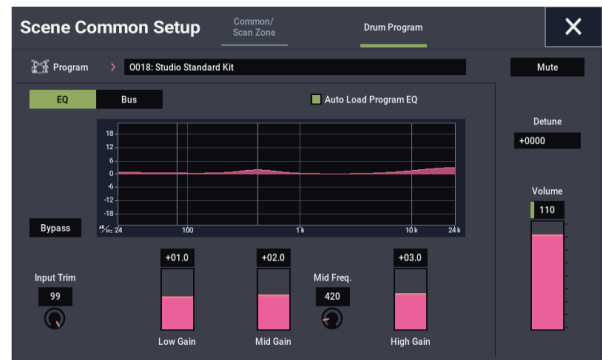 Scene Common Setup
Common/
Scan Zone
Drum Program
Program
O018: Studio Standard Kit
Mute
EQ
Bus
Auto Load Program EQ
Detune
+0000
18
12
6
0
-6
-12
-18
24
100
1k
10k
24k
Volume
110
Bypass
+01.0
+02.0
+03.0
Input Trim
Mid Freq.
99
420
Low Gain
Mid Gain
High Gain